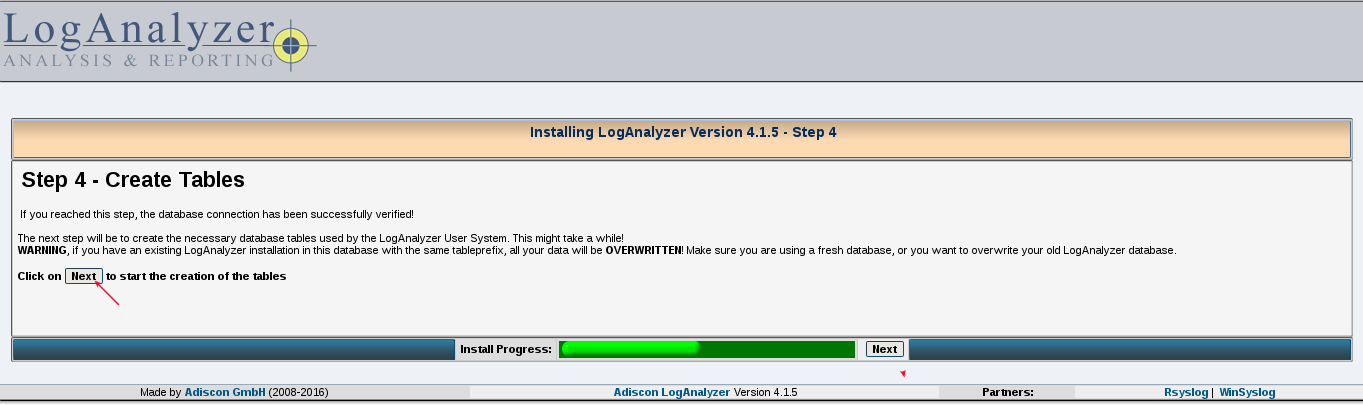 LogAnalyzer
ANALYSIS & REPORTING
Installing LogAnalyzer Version 4.1.5 - Step 4
Step 4 - Create Tables
If you reached this step, the database connection has been successfully verified!
The next step will be to create the necessary database tables used by the LogAnalyzer User System. This might take a while!
WARNING, if you have an existing LogAnalyzer installation in this database with the same tableprefix, all your data will be OVERWRITTEN! Make sure you are using a fresh database, or you want to overwrite your old LogAnalyzer database.
Click on Next to start the creation of the tables
Install Progress: Next
Made by Adiscon GmbH (2008-2016) Adiscon LogAnalyzer Version 4.1.5 Partners: Rsyslog | WinSyslog